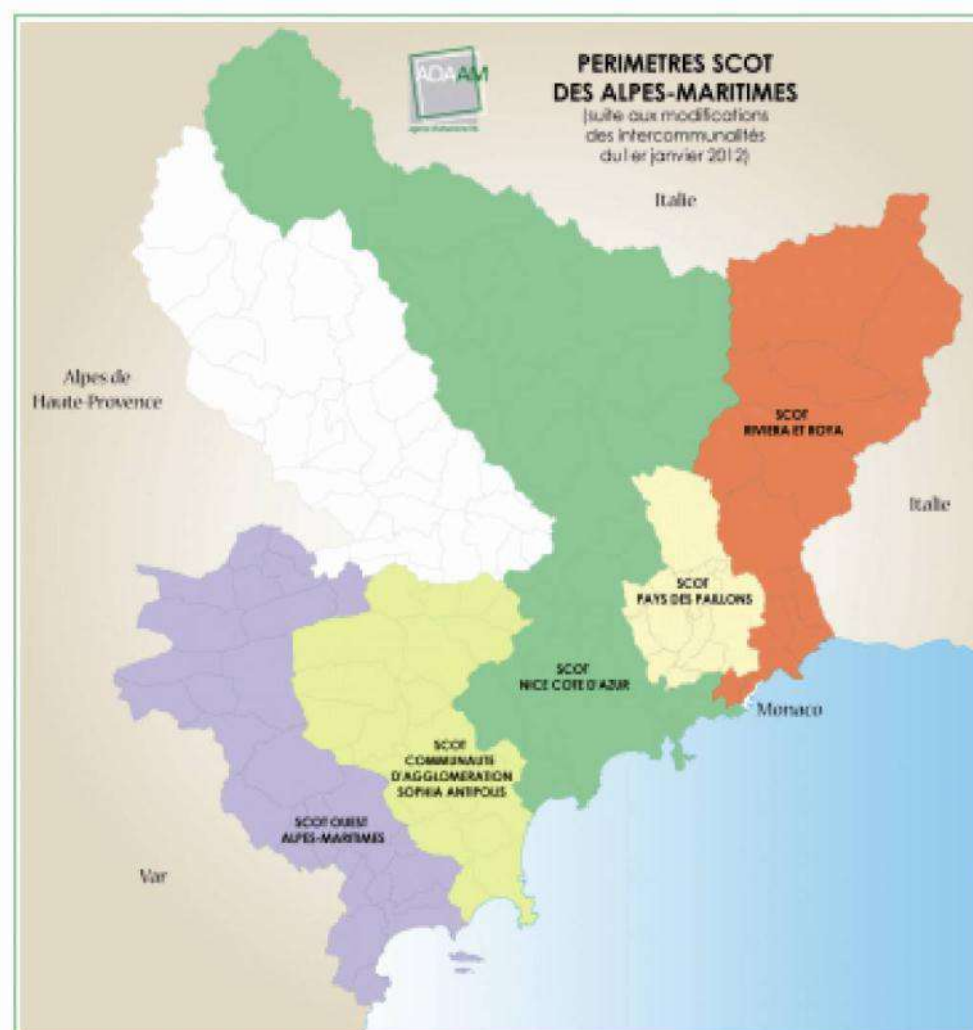 ADAAM
PERIMETRES SCOT
DES ALPES-MARITIMES
(suite aux modifications
des intercommunalités
du1er janvier 2012)
Italie
Alpes de
Haute-Provence
SCOT
RIVIERA ET ROYA
Italie
SCOT
PAYS DES PAILLONS
SCOT
NICE COTE D'AZUR
Monaco
SCOT
COMMUNAUTE
D'AGGLOMERATION
SOPHIA ANTIPOLIS
SCOT OUEST
ALPES-MARITIMES
Var